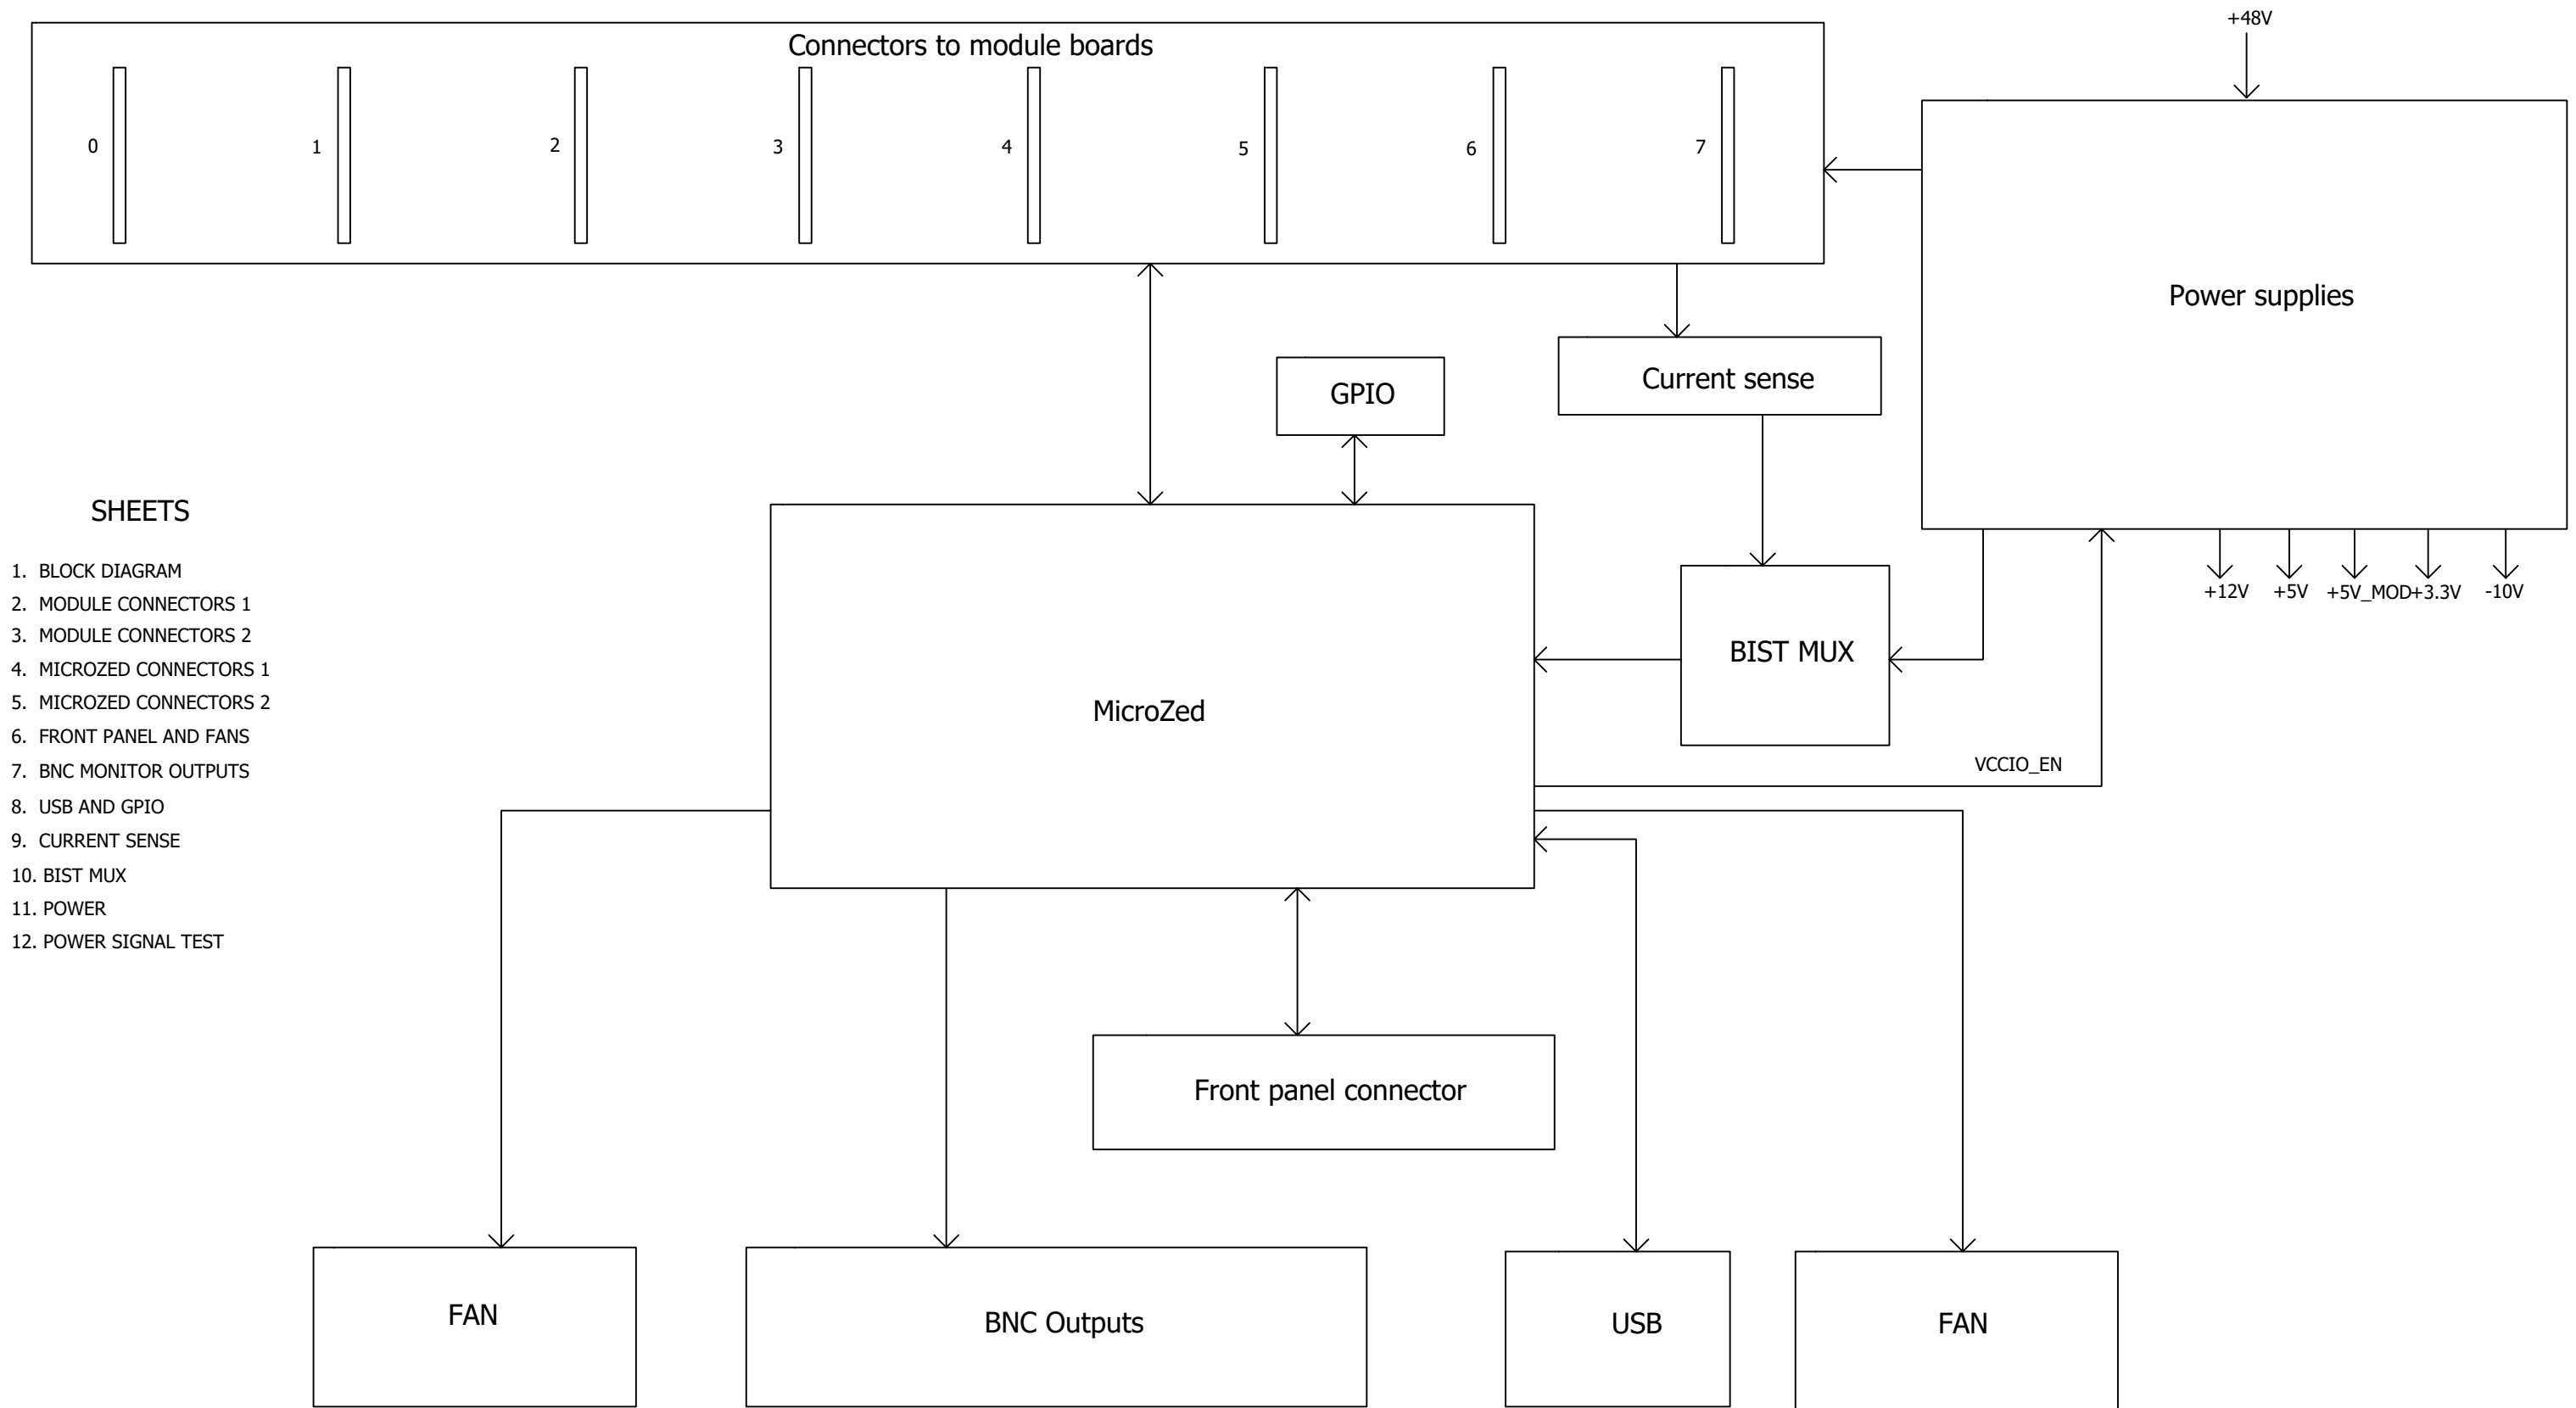 +48V
Connectors to module boards
0
1
2
3
4
5
6
7
Power supplies
Current sense
GPIO
SHEETS
1. BLOCK DIAGRAM
2. MODULE CONNECTORS 1
3. MODULE CONNECTORS 2
4. MICROZED CONNECTORS 1
5. MICROZED CONNECTORS 2
6. FRONT PANEL AND FANS
7. BNC MONITOR OUTPUTS
8. USB AND GPIO
9. CURRENT SENSE
10. BIST MUX
11. POWER
12. POWER SIGNAL TEST
+12V
+5V
+5V_MOD
+3.3V
-10V
BIST MUX
MicroZed
VCCIO_EN
Front panel connector
FAN
BNC Outputs
USB
FAN